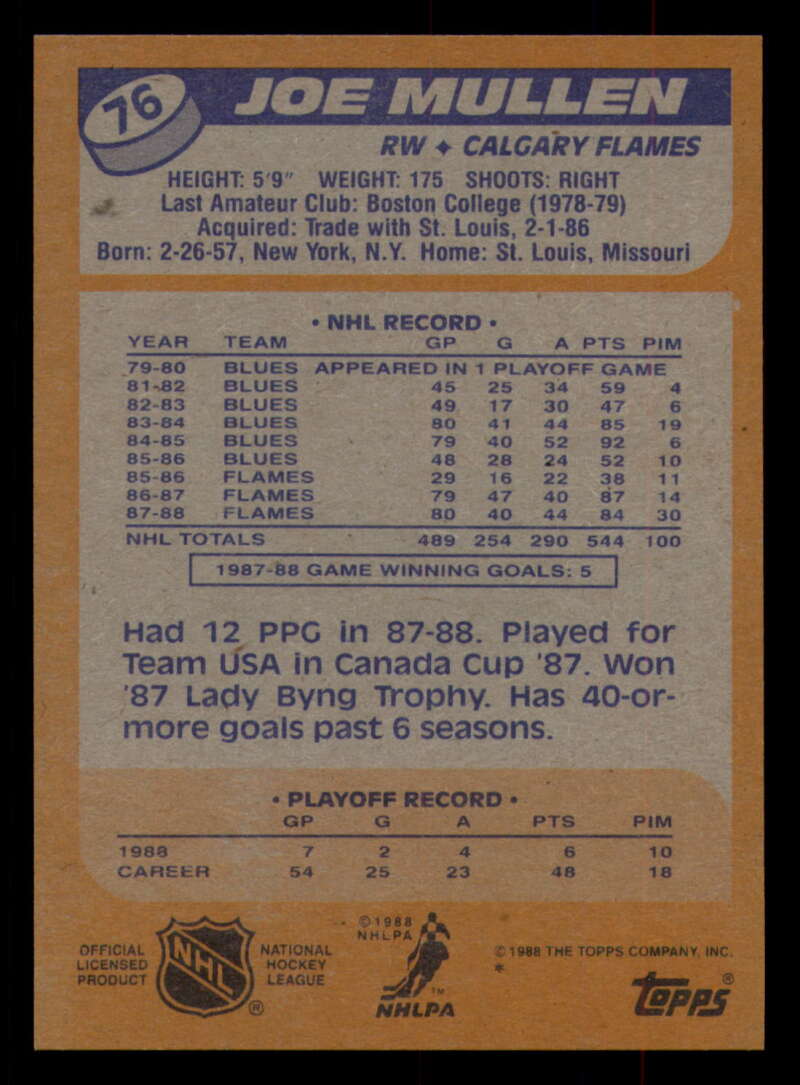 76
JOE MULLEN
RW ✦ CALGARY FLAMES
HEIGHT: 5'9" WEIGHT: 175 SHOOTS: RIGHT
Last Amateur Club: Boston College (1978-79)
Acquired: Trade with St. Louis, 2-1-86
Born: 2-26-57, New York, N.Y. Home: St. Louis, Missouri
• NHL RECORD •
YEAR TEAM GP G A PTS PIM
79-80 BLUES APPEARED IN 1 PLAYOFF GAME
81-82 BLUES 45 25 34 59 4
82-83 BLUES 49 17 30 47 6
83-84 BLUES 80 41 44 85 19
84-85 BLUES 79 40 52 92 6
85-86 BLUES 48 28 24 52 10
85-86 FLAMES 29 16 22 38 11
86-87 FLAMES 79 47 40 87 14
87-88 FLAMES 80 40 44 84 30
NHL TOTALS 489 254 290 544 100
1987-88 GAME WINNING GOALS: 5
Had 12 PPG in 87-88. Played for
Team USA in Canada Cup '87. Won
'87 Lady Byng Trophy. Has 40-or-
more goals past 6 seasons.
• PLAYOFF RECORD •
GP G A PTS PIM
1988 7 2 4 6 10
CAREER 54 25 23 48 18
OFFICIAL
LICENSED
PRODUCT
NHL
®
NATIONAL
HOCKEY
LEAGUE
©1988
NHLPA
TM
NHLPA
© 1988 THE TOPPS COMPANY, INC.
*
TOPPS®